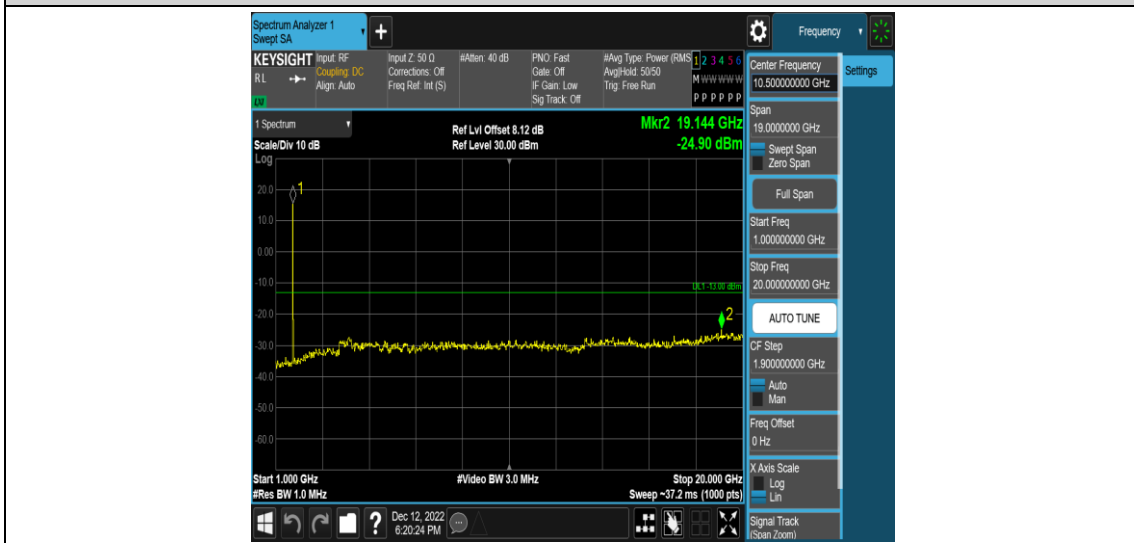 Spectrum Analyzer 1
Swept SA
+
Frequency
KEYSIGHT
RL
LXI
Input: RF
Coupling: DC
Align: Auto
Input Z: 50 Ω
Corrections: Off
Freq Ref: Int (S)
#Atten: 40 dB
PNO: Fast
Gate: Off
IF Gain: Low
Sig Track: Off
#Avg Type: Power (RMS
Avg|Hold: 50/50
Trig: Free Run
1 2 3 4 5 6
M W W W W W
P P P P P P
1 Spectrum
Scale/Div 10 dB
Ref Lvl Offset 8.12 dB
Ref Level 30.00 dBm
Mkr2 19.144 GHz
-24.90 dBm
Log
20.0
10.0
0.00
-10.0
-20.0
-30.0
-40.0
-50.0
-60.0
1
DL1 -13.00 dBm
2
Start 1.000 GHz
#Res BW 1.0 MHz
#Video BW 3.0 MHz
Stop 20.000 GHz
Sweep ~37.2 ms (1000 pts)
?
Dec 12, 2022
6:20:24 PM
Center Frequency
10.500000000 GHz
Settings
Span
19.0000000 GHz
Swept Span
Zero Span
Full Span
Start Freq
1.000000000 GHz
Stop Freq
20.000000000 GHz
AUTO TUNE
CF Step
1.900000000 GHz
Auto
Man
Freq Offset
0 Hz
X Axis Scale
Log
Lin
Signal Track
(Span Zoom)